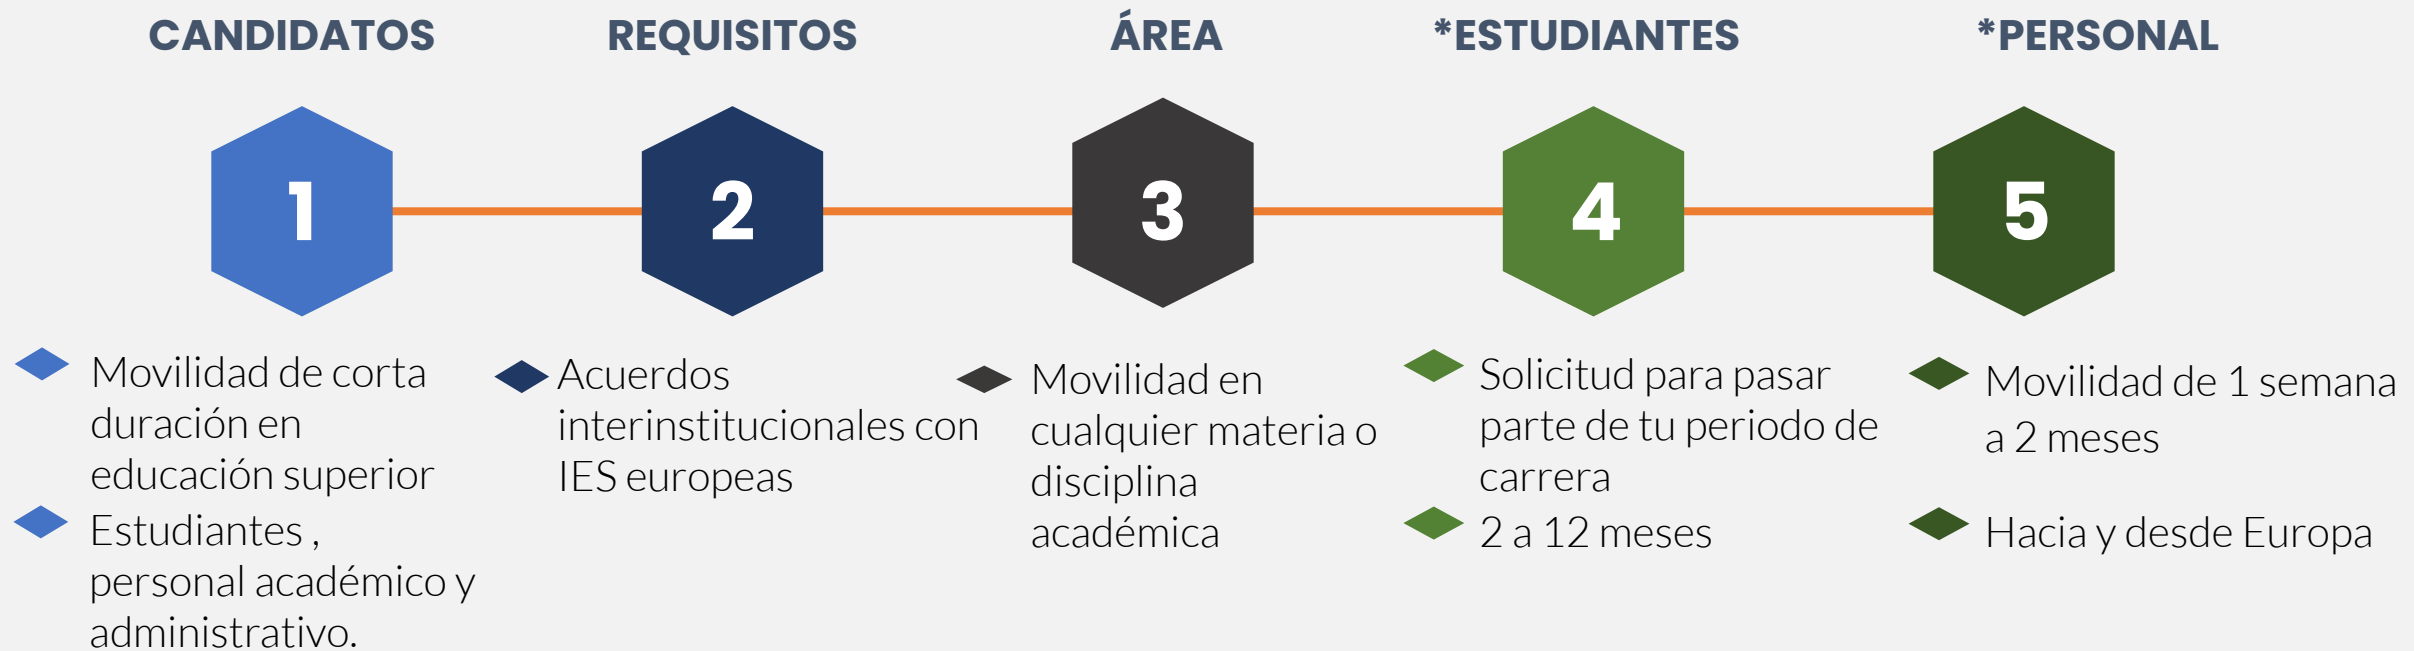 CANDIDATOS
REQUISITOS
ÁREA
*ESTUDIANTES
*PERSONAL
1
2
3
4
5
Movilidad de corta
duración en
educación superior
Estudiantes ,
personal académico y
administrativo.
Acuerdos
interinstitucionales con
IES europeas
Movilidad en
cualquier materia o
disciplina
académica
Solicitud para pasar
parte de tu periodo de
carrera
2 a 12 meses
Movilidad de 1 semana
a 2 meses
Hacia y desde Europa